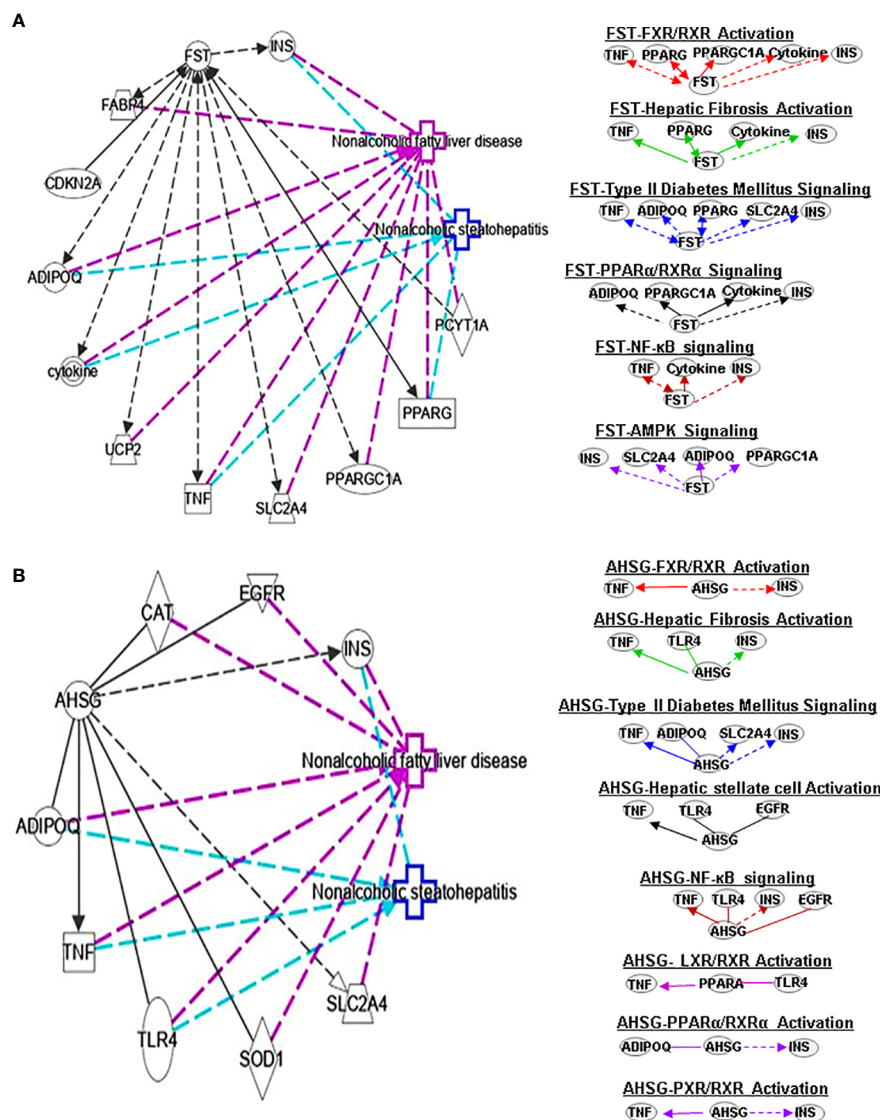 A
FST
INS
FABP4
Nonalcoholic fatty liver disease
CDKN2A
Nonalcoholic steatohepatitis
ADIPOQ
PCYT1A
cytokine
PPARG
UCP2
PPARGC1A
TNF
SLC2A4
FST-FXR/RXR Activation
TNF PPARG PPARGC1A Cytokine INS
FST
FST-Hepatic Fibrosis Activation
TNF PPARG Cytokine INS
FST
FST-Type II Diabetes Mellitus Signaling
TNF ADIPOQ PPARG SLC2A4 INS
FST
FST-PPARα/RXRα Signaling
ADIPOQ PPARGC1A Cytokine INS
FST
FST-NF-κB signaling
TNF Cytokine INS
FST
FST-AMPK Signaling
INS SLC2A4 ADIPOQ PPARGC1A
FST
B
EGFR
CAT
INS
AHSG
Nonalcoholic fatty liver disease
ADIPOQ
Nonalcoholic steatohepatitis
TNF
SLC2A4
TLR4
SOD1
AHSG-FXR/RXR Activation
TNF AHSG INS
AHSG-Hepatic Fibrosis Activation
TNF TLR4 INS
AHSG
AHSG-Type II Diabetes Mellitus Signaling
TNF ADIPOQ SLC2A4 INS
AHSG
AHSG-Hepatic stellate cell Activation
TNF TLR4 EGFR
AHSG
AHSG-NF-κB signaling
TNF TLR4 INS EGFR
AHSG
AHSG- LXR/RXR Activation
TNF PPARA TLR4
AHSG-PPARα/RXRα Activation
ADIPOQ AHSG INS
AHSG-PXR/RXR Activation
TNF AHSG INS